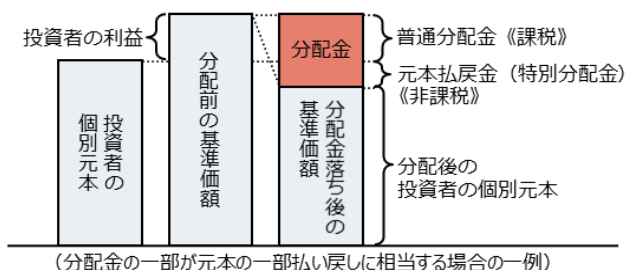 投資者の利益
投資者の
個別元本
分配前の基準価額
分配金
分配金落ち後の
基準価額
普通分配金《課税》
元本払戻金（特別分配金）
《非課税》
分配後の
投資者の個別元本
（分配金の一部が元本の一部払い戻しに相当する場合の一例）